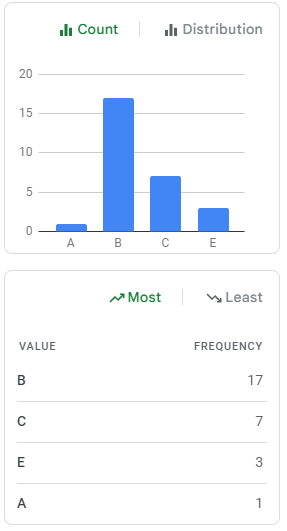 Count Distribution
20
15
10
5
0
A B C E
Most Least
VALUE FREQUENCY
B 17
C 7
E 3
A 1